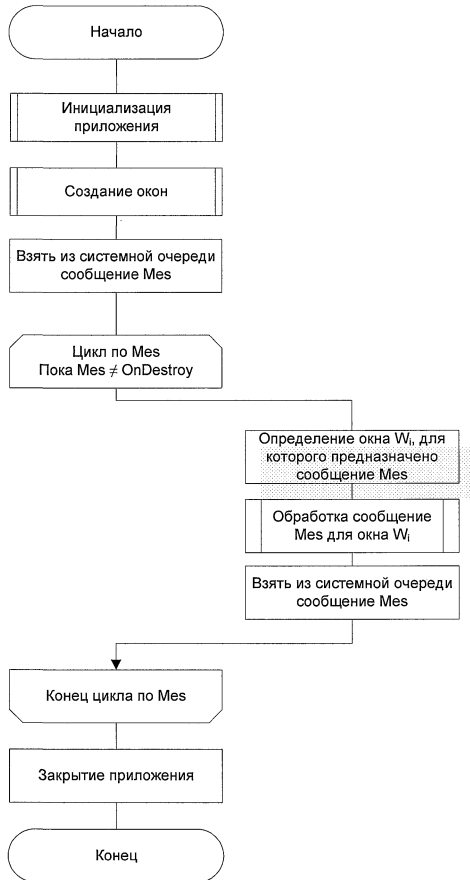 Начало
Инициализация
приложения
Создание окон
Взять из системной очереди
сообщение Mes
Цикл по Mes
Пока Mes ≠ OnDestroy
Определение окна Wi, для
которого предназначено
сообщение Mes
Обработка сообщение
Mes для окна Wi
Взять из системной очереди
сообщение Mes
Конец цикла по Mes
Закрытие приложения
Конец